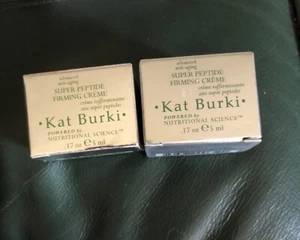 advanced
anti-aging
SUPER PEPTIDE
FIRMING CRÈME
crème raffermissante
aux super peptides
• Kat Burki •
POWERED by
NUTRITIONAL SCIENCE™
.17 oz ℮ 5 ml
advanced
anti-aging
SUPER PEPTIDE
FIRMING CRÈME
crème raffermissante
aux super peptides
• Kat Burki •
POWERED by
NUTRITIONAL SCIENCE™
.17 oz ℮ 5 ml